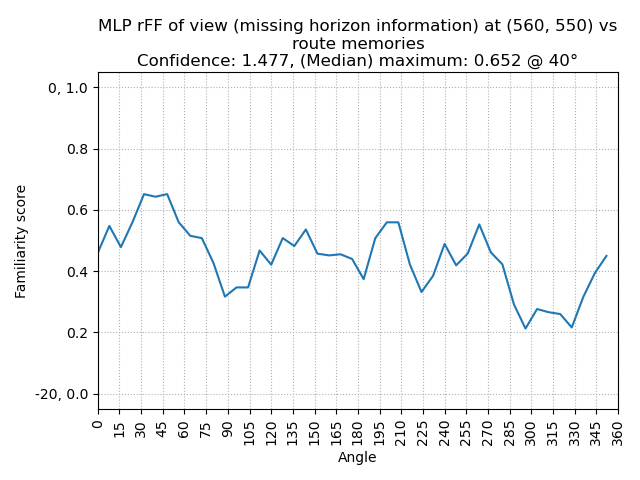 MLP rFF of view (missing horizon information) at (560, 550) vs
route memories
Confidence: 1.477, (Median) maximum: 0.652 @ 40°
0, 1.0
0.8
0.6
0.4
0.2
-20, 0.0
Familiarity score
0 15 30 45 60 75 90 105 120 135 150 165 180 195 210 225 240 255 270 285 300 315 330 345 360
Angle